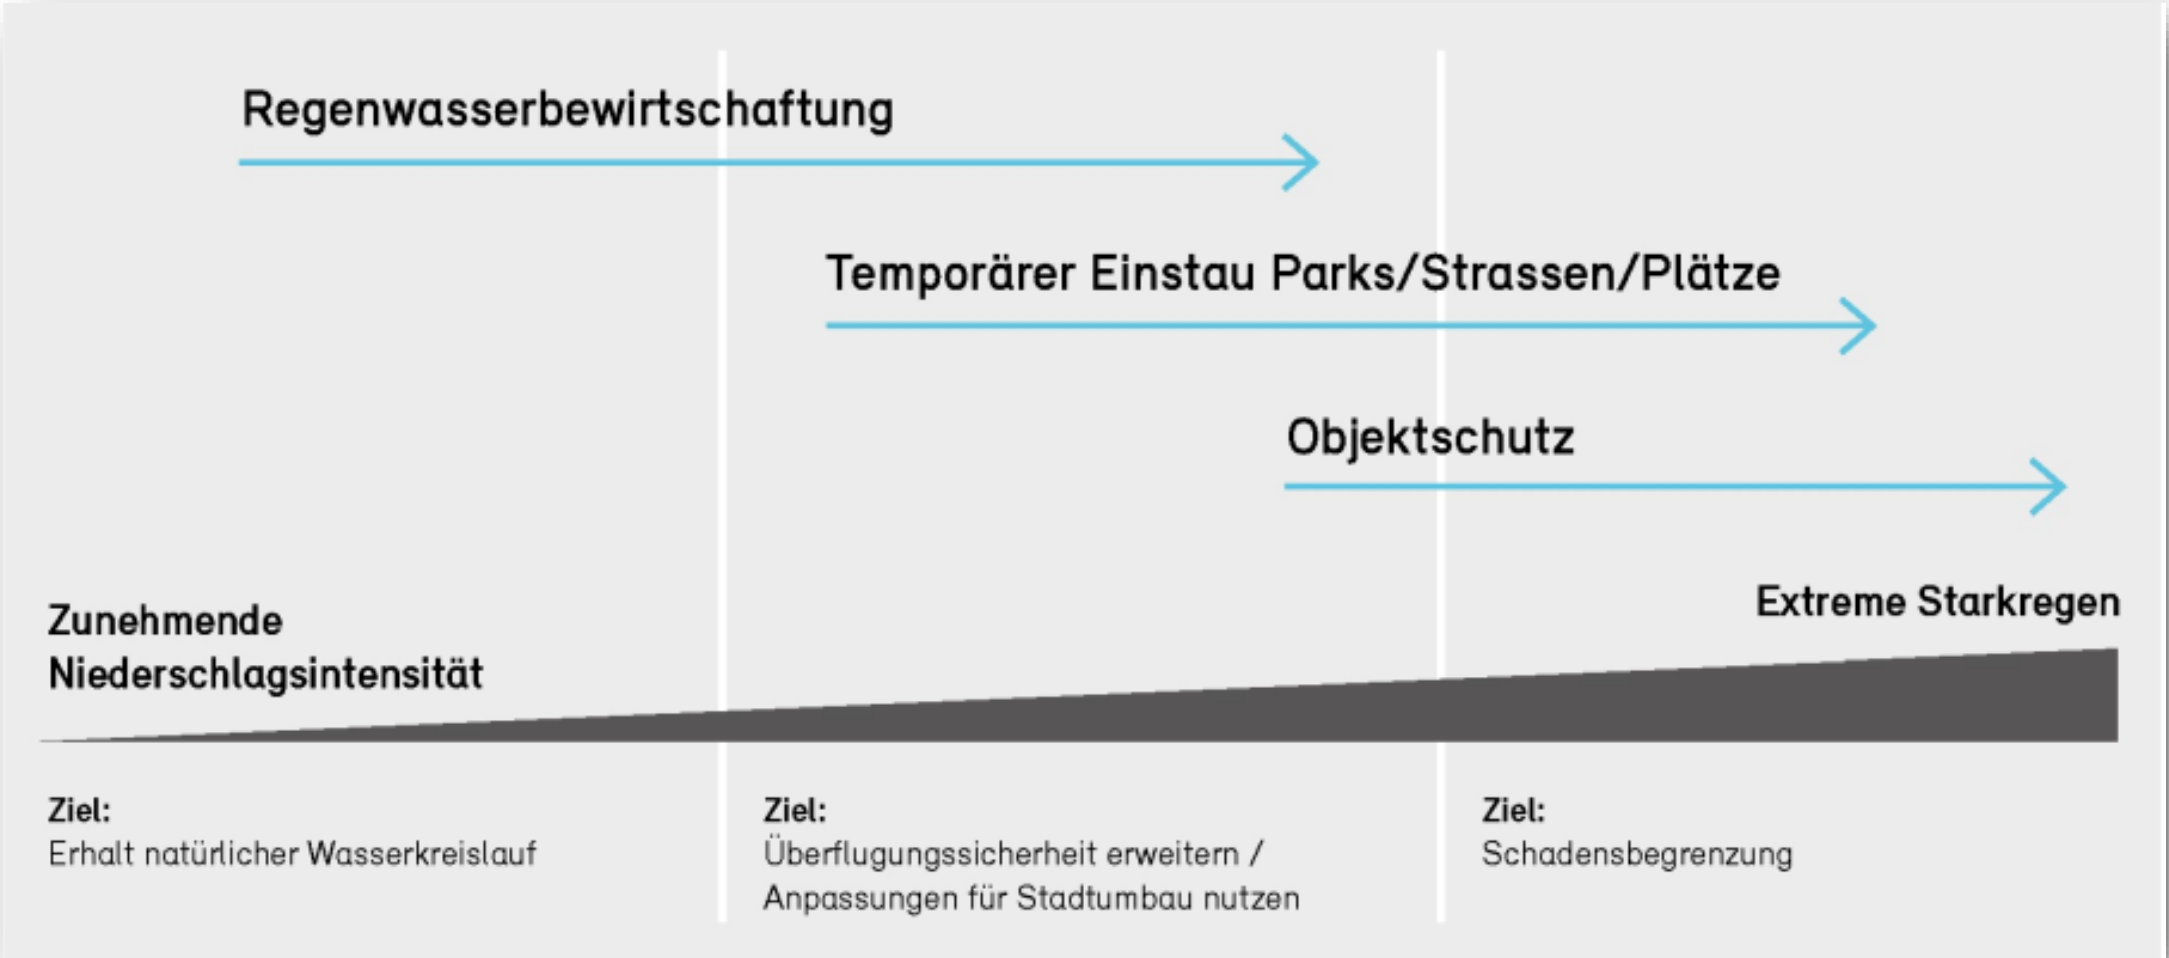 Regenwasserbewirtschaftung
Temporärer Einstau Parks/Strassen/Plätze
Objektschutz
Extreme Starkregen
Zunehmende
Niederschlagsintensität
Ziel:
Erhalt natürlicher Wasserkreislauf
Ziel:
Überflugungssicherheit erweitern /
Anpassungen für Stadtumbau nutzen
Ziel:
Schadensbegrenzung